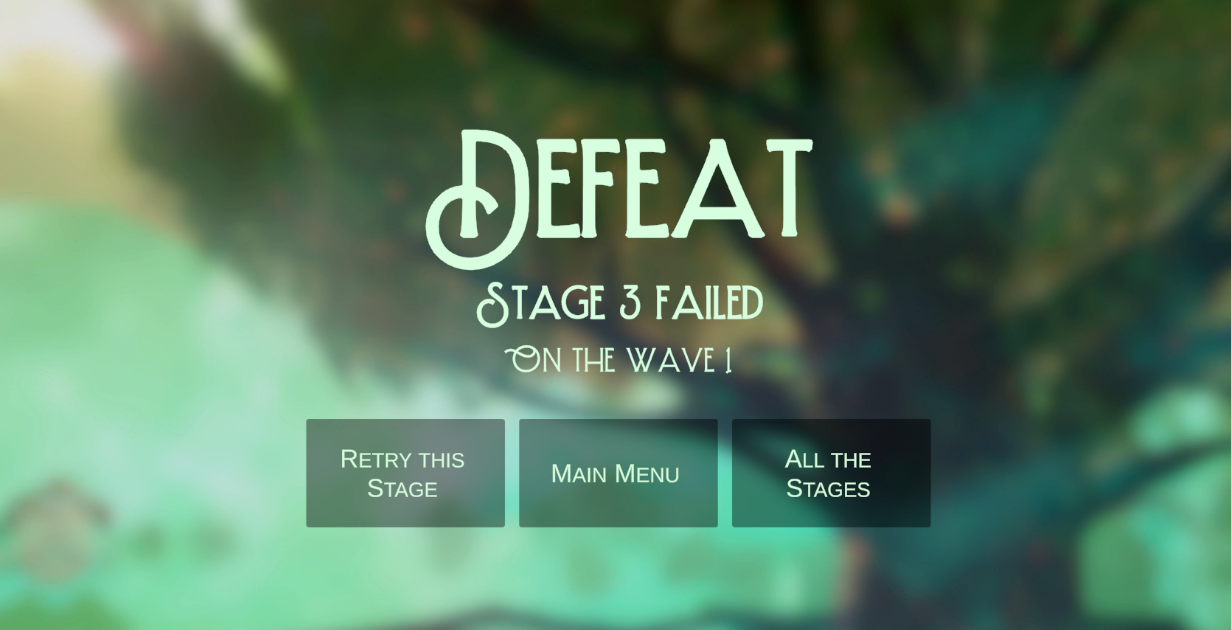 Defeat
Stage 3 failed
On the wave 1
Retry this
Stage
Main Menu
All the
Stages